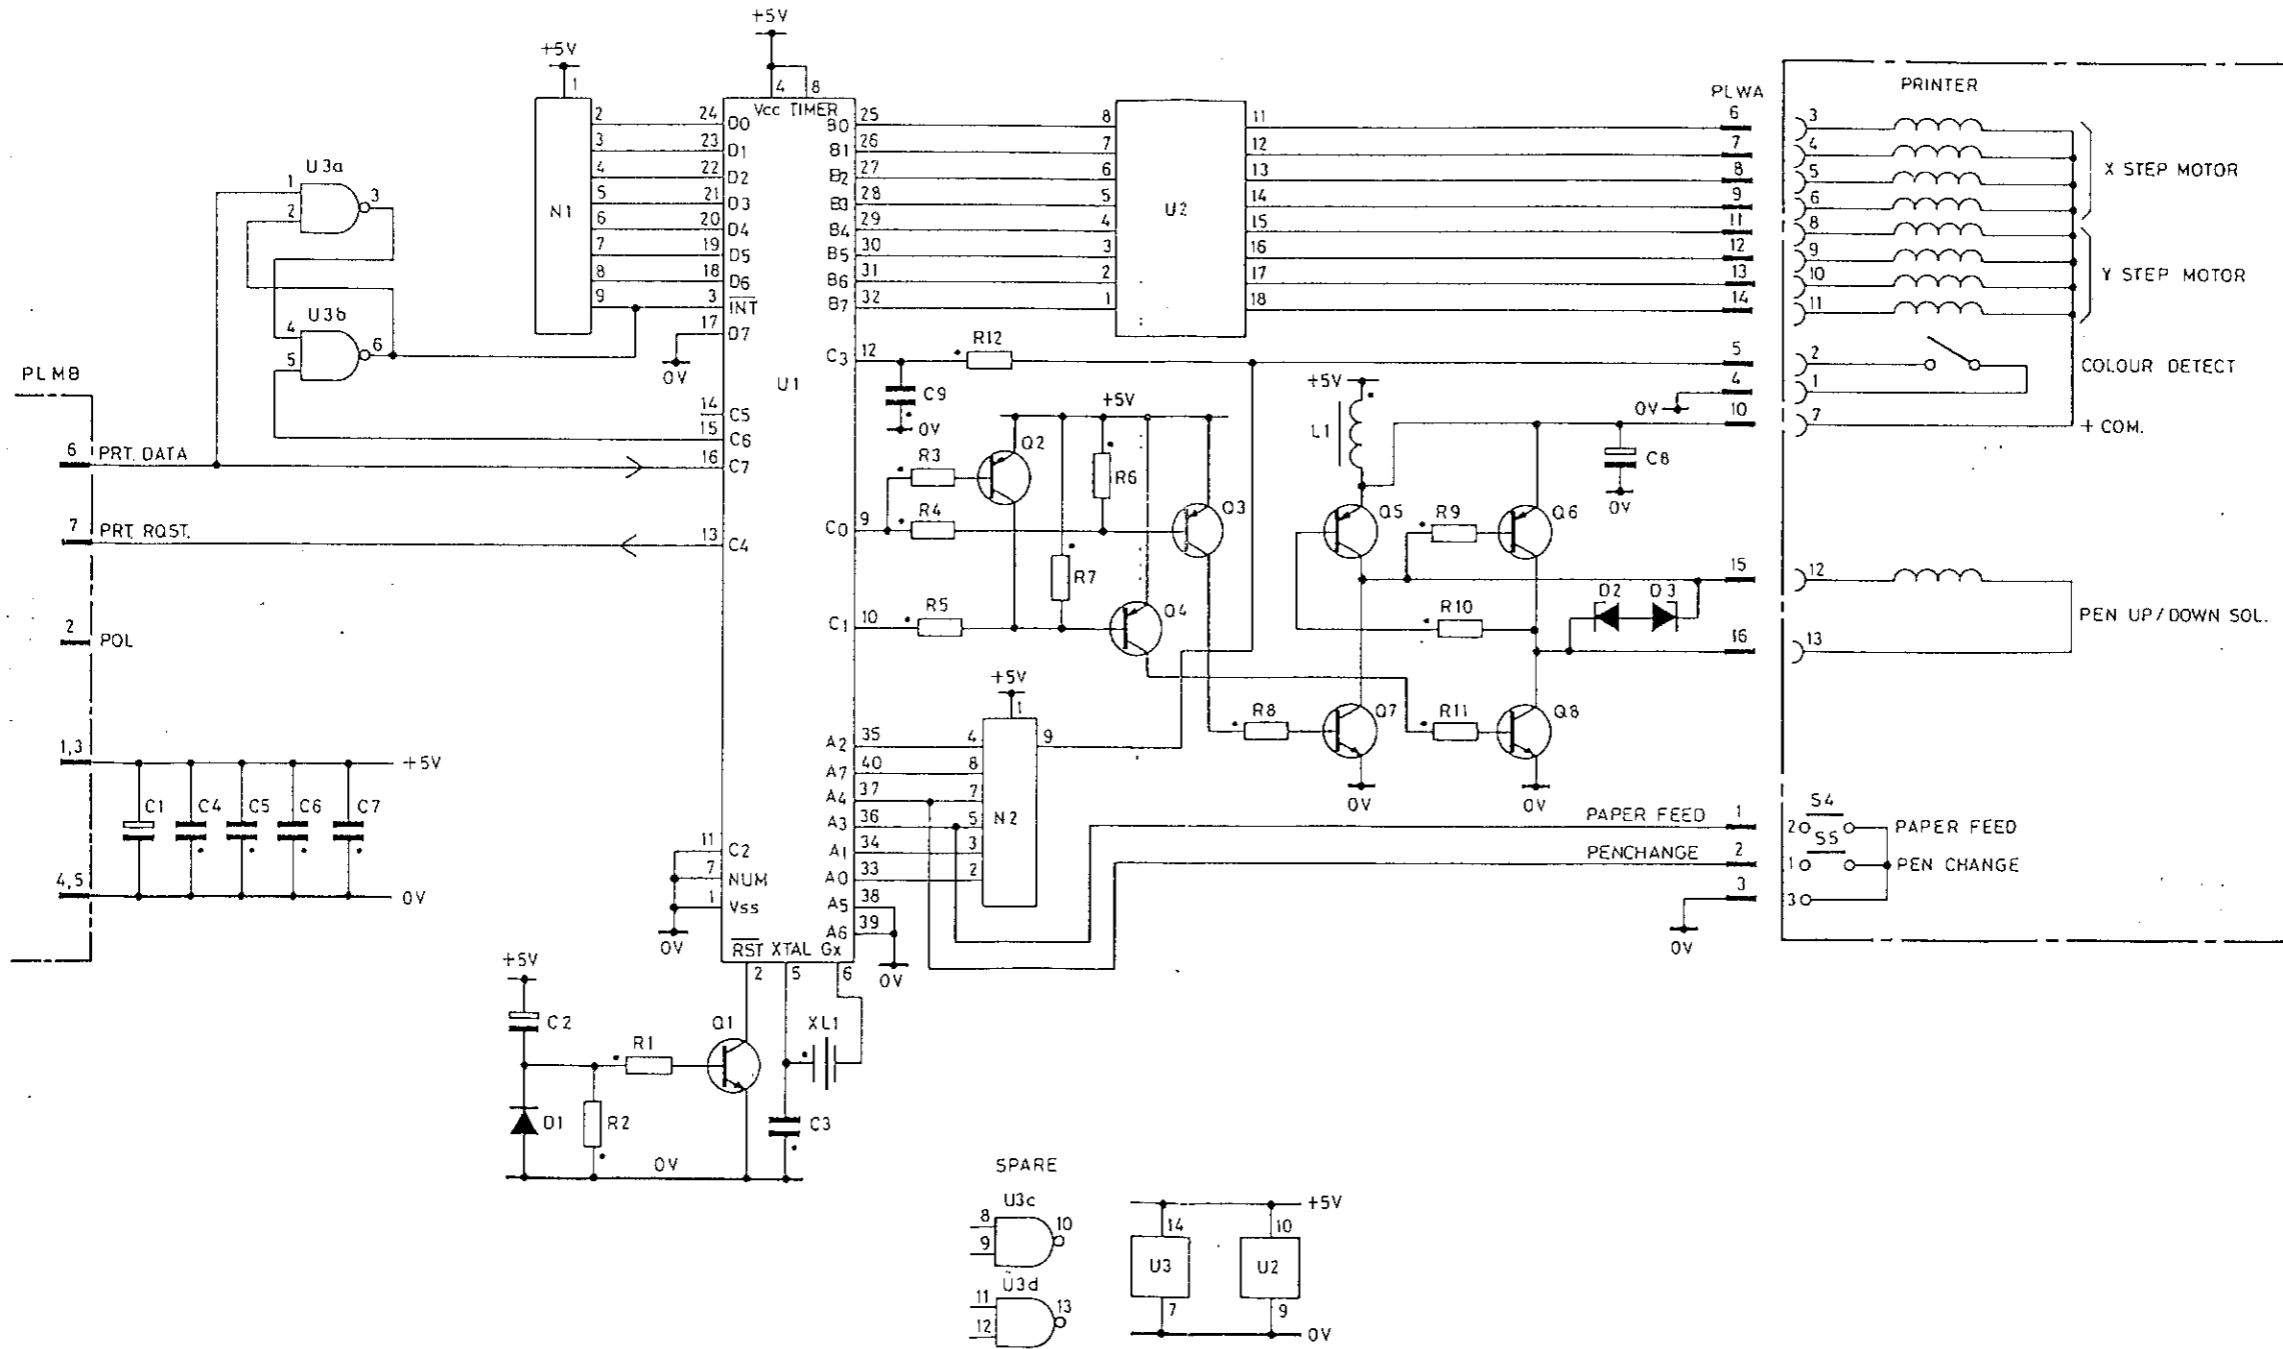 +5V
+5V
1
4 8
Vcc TIMER
PLWA
PRINTER
N1
2 24 D0
3 23 D1
4 22 D2
5 21 D3
6 20 D4
7 19 D5
8 18 D6
9 3 INT
17 D7
0V
U3a
1
2
3
U3b
4
5
6
U1
B0 25 8
B1 26 7
B2 27 6
B3 28 5
B4 29 4
B5 30 3
B6 31 2
B7 32 1
U2
11 6 3
12 7 4
13 8 5
14 9 6
15 11 8
16 12 9
17 13 10
18 14 11
X STEP MOTOR
Y STEP MOTOR
C3 12 R12
5 2
COLOUR DETECT
4 1
0V
10 7
+ COM.
C9
0V
+5V
+5V
L1
C8
0V
PLMB
14 C5
15 C6
6 PRT. DATA 16 C7
7 PRT. RQST. 13 C4
2 POL
Q2
R3
R4
R6
Q3
C0 9
R7
C1 10 R5
Q4
Q5
R9
Q6
R10
D2 D3
15 12
16 13
PEN UP/DOWN SOL.
R8
Q7
R11
Q8
0V
0V
+5V
1
A2 35 4
A7 40 8
A4 37 7
A3 36 5
A1 34 3
A0 33 2
A5 38
A6 39
0V
N2
9
PAPER FEED 1
PENCHANGE 2
3
0V
S4
2 PAPER FEED
S5
1 PEN CHANGE
3
1,3 +5V
C1 C4 C5 C6 C7
4,5 0V
11 C2
7 NUM
1 Vss
0V
RST XTAL Gx
2 5 6
+5V
C2
R1
Q1
XL1
D1
R2
C3
0V
SPARE
U3c
8
9
10
U3d
11
12
13
+5V
14 10
U3 U2
7 9
0V